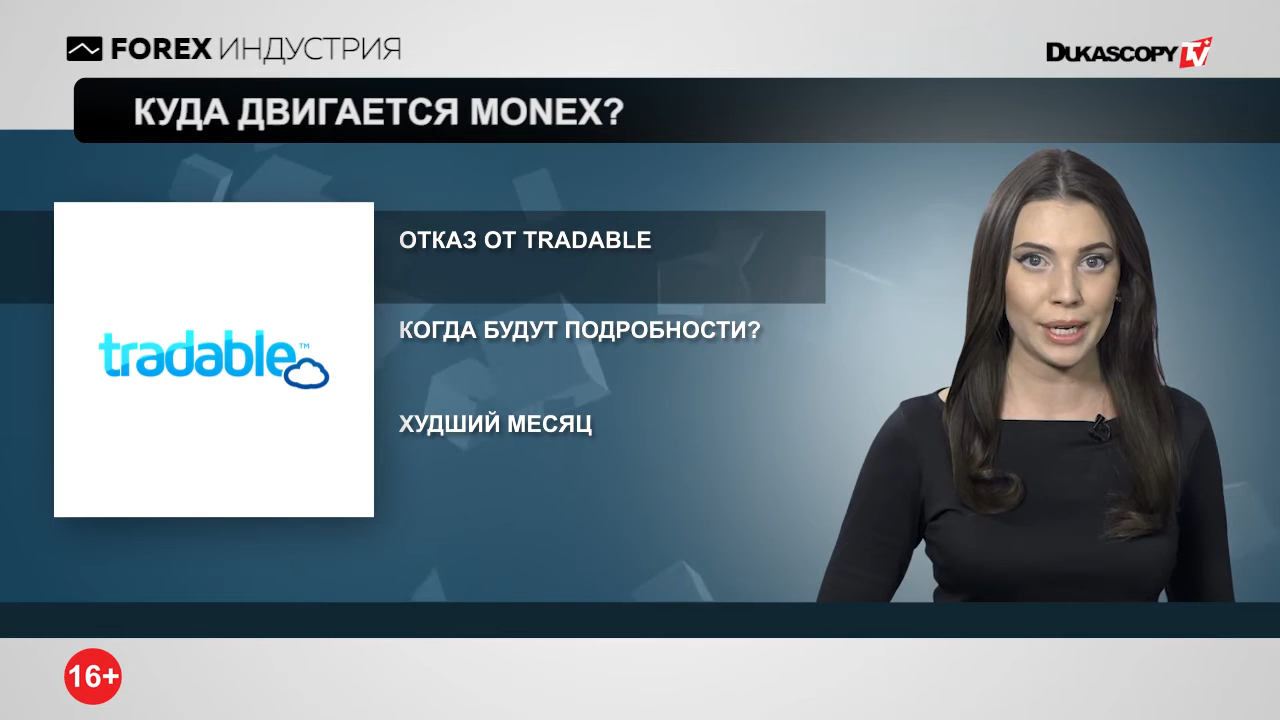 FOREX ИНДУСТРИЯ
DUKASCOPY TV
КУДА ДВИГАЕТСЯ MONEX?
ОТКАЗ ОТ TRADABLE
tradable™
КОГДА БУДУТ ПОДРОБНОСТИ?
ХУДШИЙ МЕСЯЦ
16+